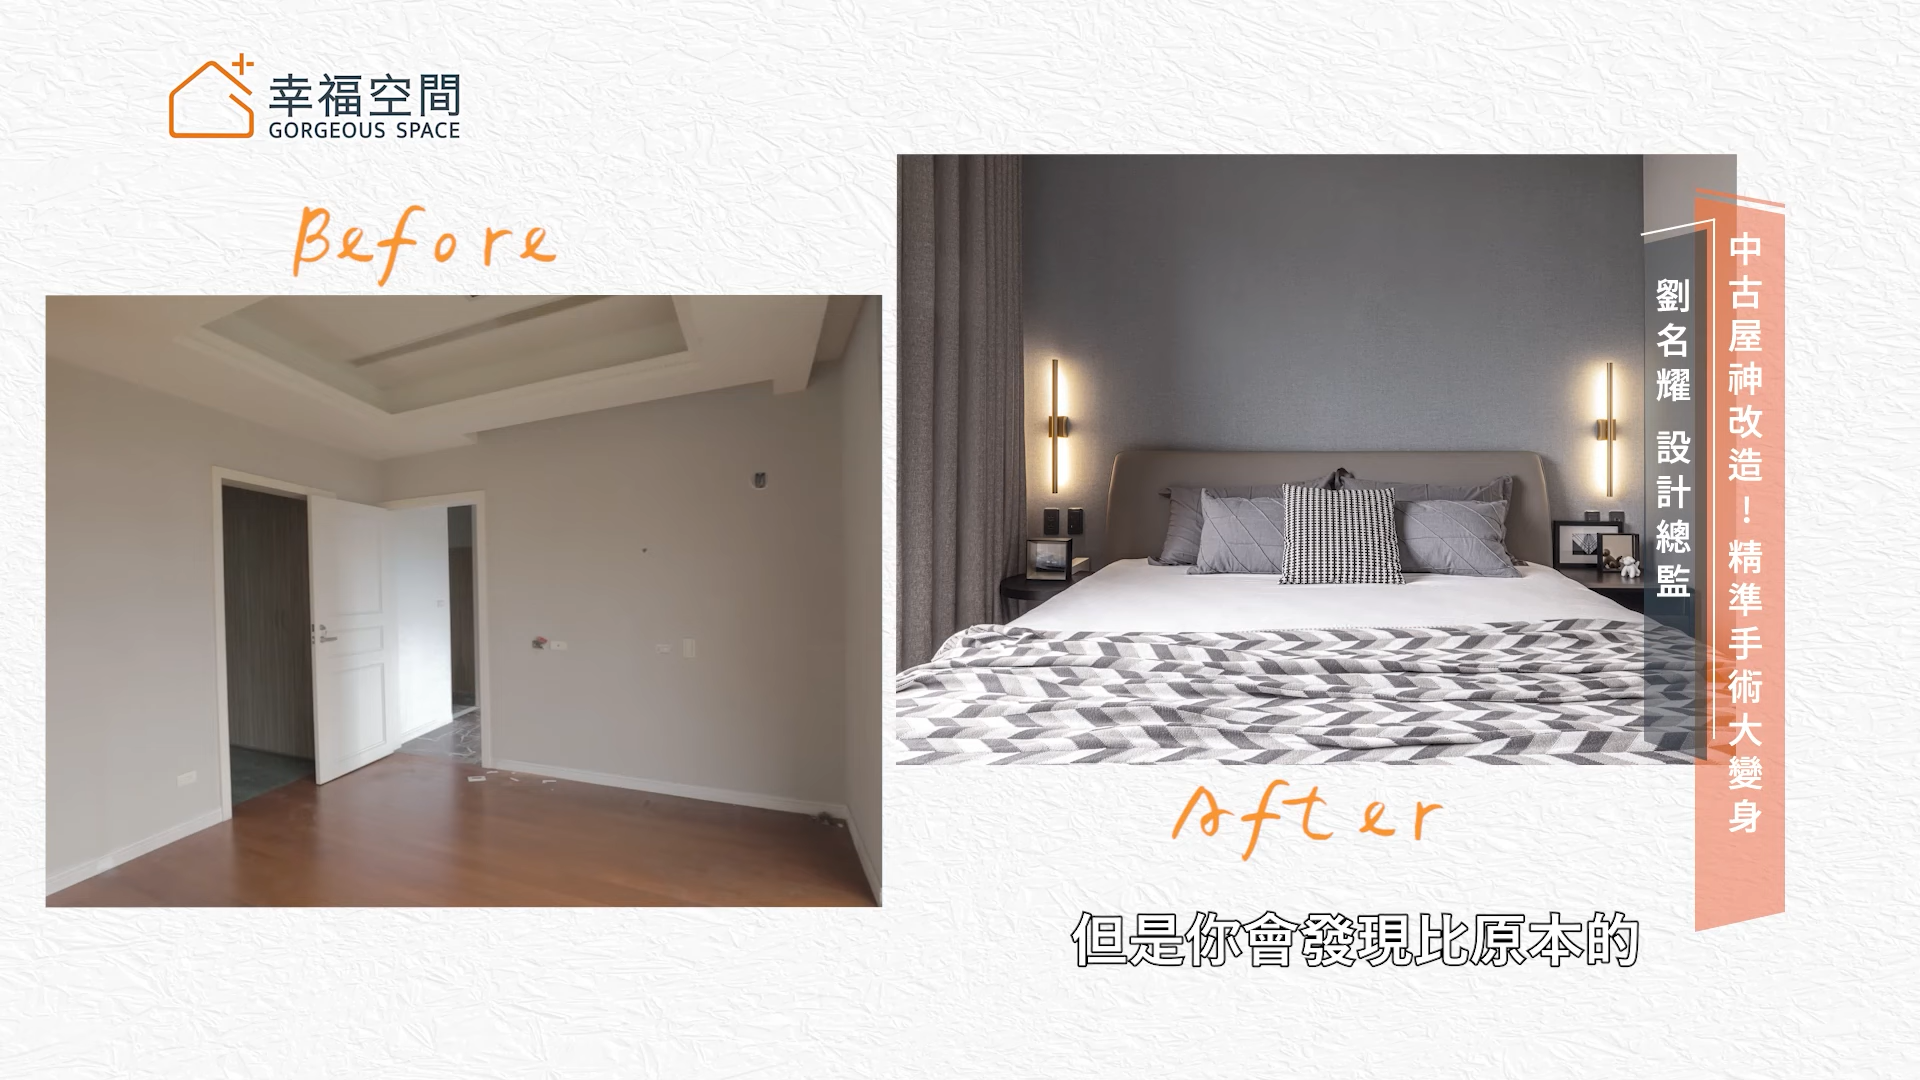 幸福空間
GORGEOUS SPACE
Before
After
中古屋神改造！精準手術大變身
劉名耀 設計總監
但是你會發現比原本的